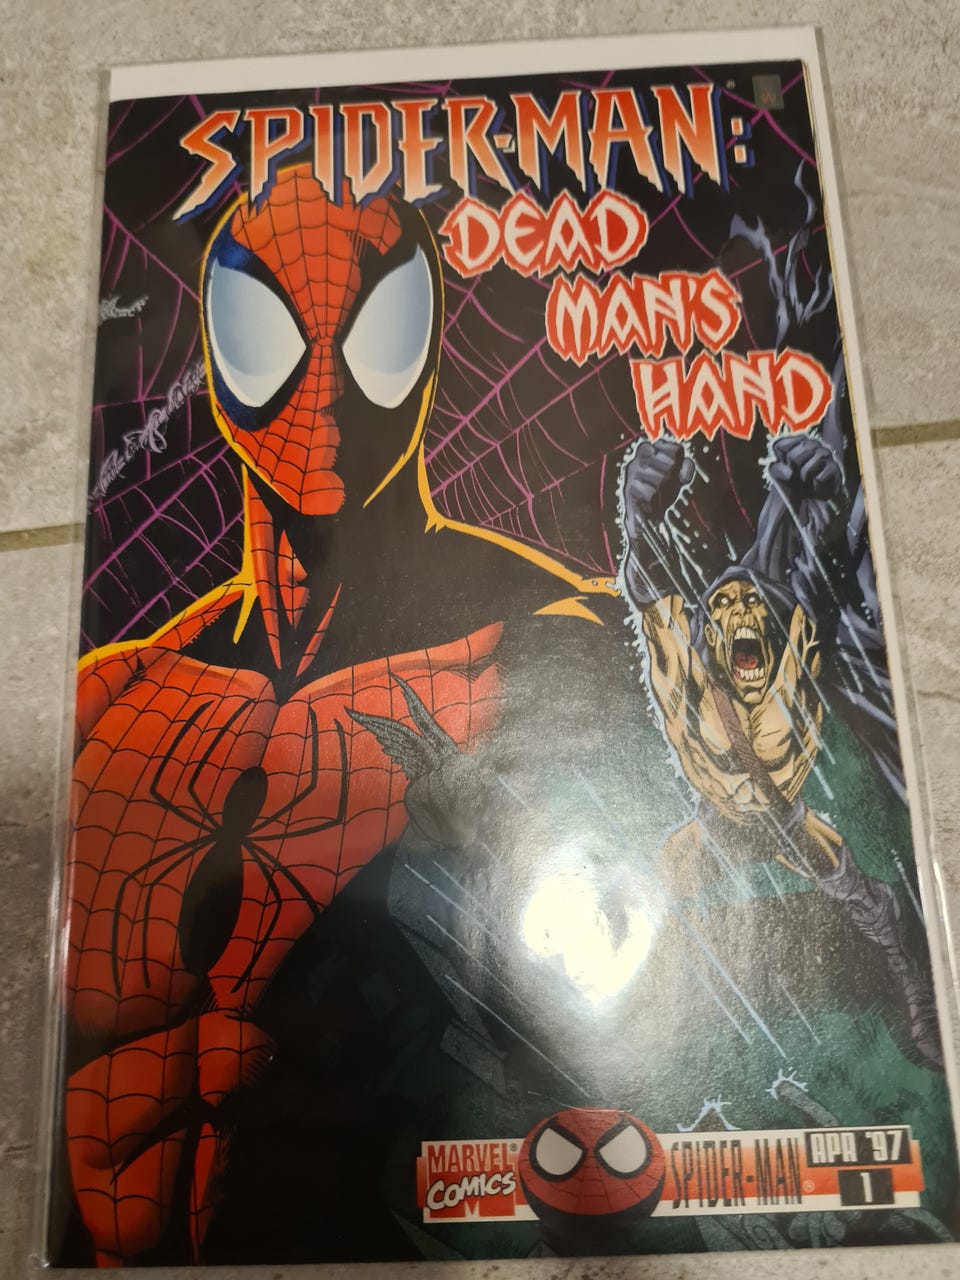 SPIDER-MAN:
DEAD
MAN'S
HAND
MARVEL®
COMICS
SPIDER-MAN®
APR '97
1